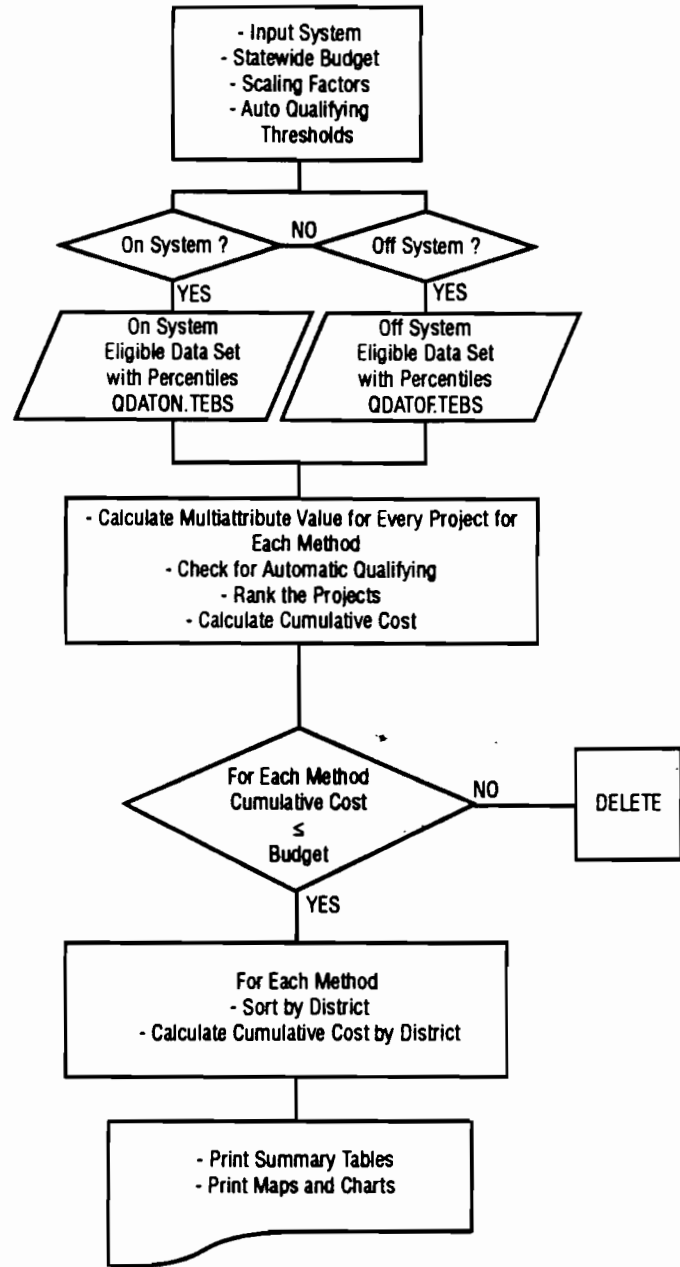 - Input System
- Statewide Budget
- Scaling Factors
- Auto Qualifying
Thresholds
On System ?
NO
Off System ?
YES
YES
On System
Eligible Data Set
with Percentiles
QDATON.TEBS
Off System
Eligible Data Set
with Percentiles
QDATOF.TEBS
- Calculate Multiattribute Value for Every Project for
Each Method
- Check for Automatic Qualifying
- Rank the Projects
- Calculate Cumulative Cost
For Each Method
Cumulative Cost
≤
Budget
NO
DELETE
YES
For Each Method
- Sort by District
- Calculate Cumulative Cost by District
- Print Summary Tables
- Print Maps and Charts